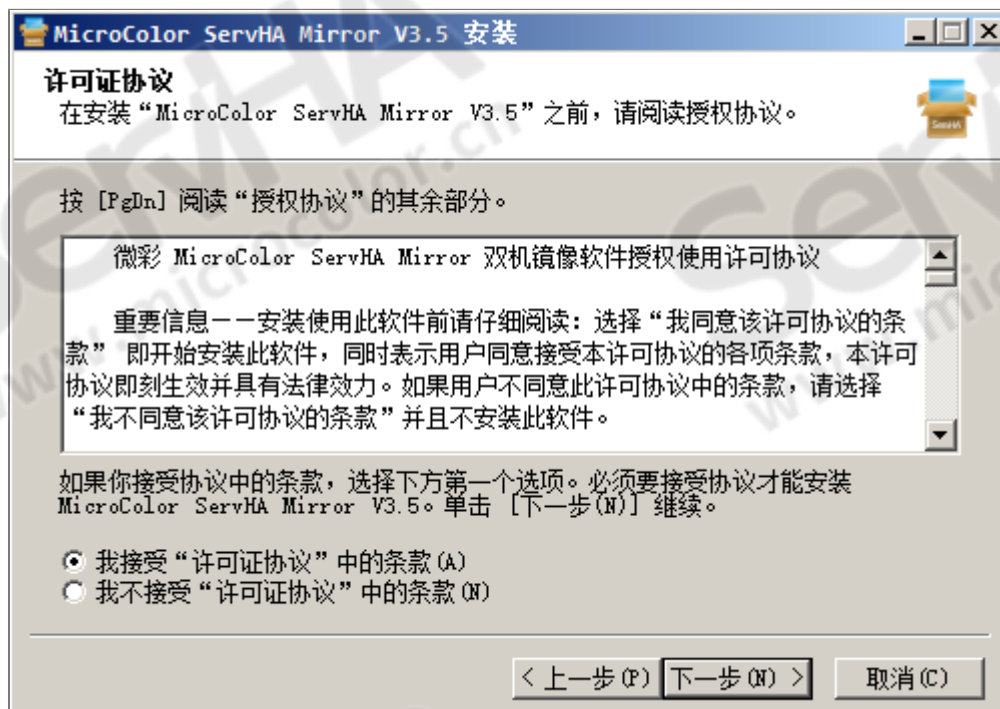 MicroColor ServHA Mirror V3.5 安装
许可证协议
在安装“MicroColor ServHA Mirror V3.5”之前，请阅读授权协议。
ServHA
按 [PgDn] 阅读“授权协议”的其余部分。
微彩 MicroColor ServHA Mirror 双机镜像软件授权使用许可协议
重要信息－－安装使用此软件前请仔细阅读：选择“我同意该许可协议的条
款” 即开始安装此软件，同时表示用户同意接受本许可协议的各项条款，本许可
协议即刻生效并具有法律效力。如果用户不同意此许可协议中的条款，请选择
“我不同意该许可协议的条款”并且不安装此软件。
如果你接受协议中的条款，选择下方第一个选项。必须要接受协议才能安装
MicroColor ServHA Mirror V3.5。单击 [下一步(N)] 继续。
我接受“许可证协议”中的条款(A)
我不接受“许可证协议”中的条款(N)
< 上一步(P)
下一步(N) >
取消(C)
ServHA
www.microcolor.cn